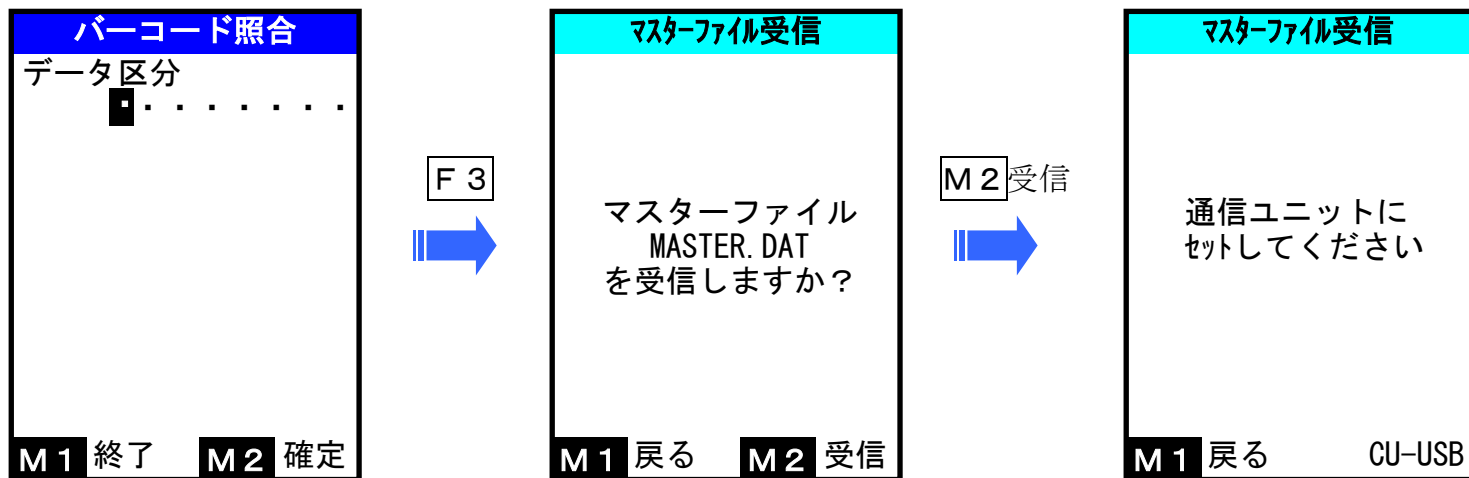 バーコード照合
データ区分
M1 終了 M2 確定
F3
ﾏｽﾀｰﾌｧｲﾙ受信
マスターファイル
MASTER.DAT
を受信しますか？
M1 戻る M2 受信
M2受信
ﾏｽﾀｰﾌｧｲﾙ受信
通信ユニットに
ｾｯﾄしてください
M1 戻る CU-USB